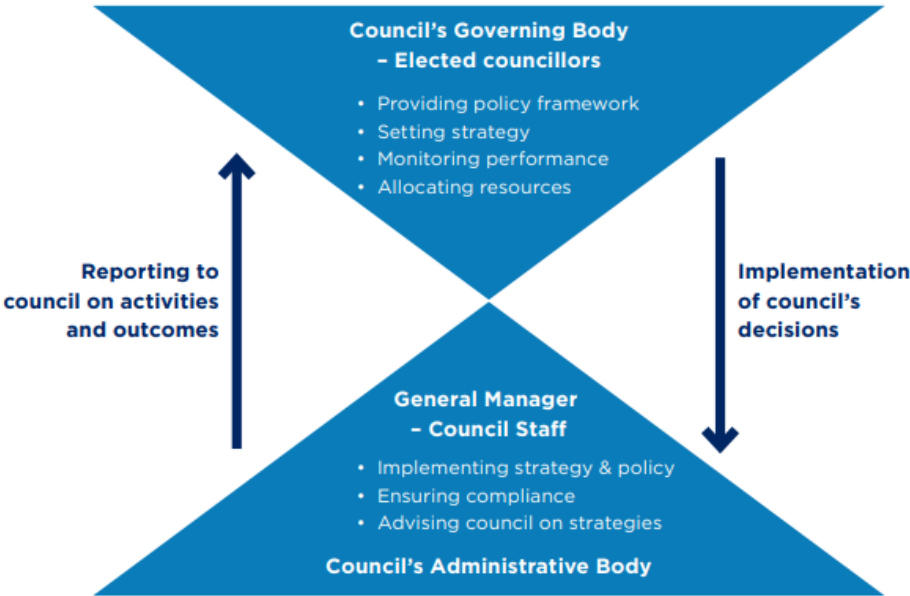 Council’s Governing Body
– Elected councillors
• Providing policy framework
• Setting strategy
• Monitoring performance
• Allocating resources
Reporting to
council on activities
and outcomes
Implementation
of council’s
decisions
General Manager
– Council Staff
• Implementing strategy & policy
• Ensuring compliance
• Advising council on strategies
Council’s Administrative Body